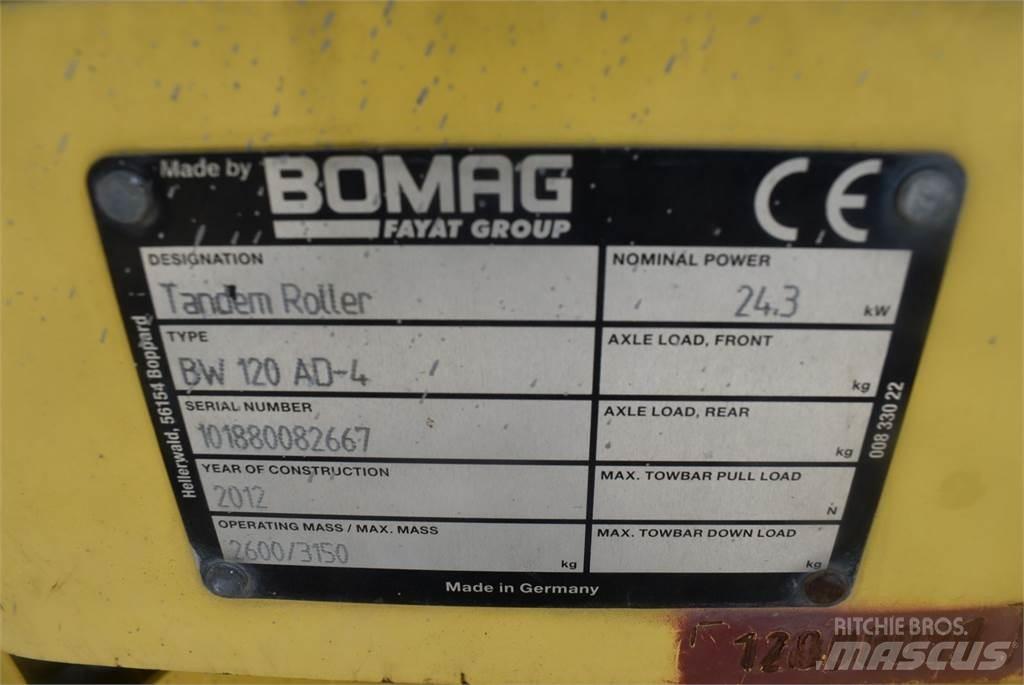 Made by BOMAG CE
FAYAT GROUP
DESIGNATION
Tandem Roller
NOMINAL POWER
24.3 kW
TYPE
BW 120 AD-4
AXLE LOAD, FRONT
kg
SERIAL NUMBER
101880082667
AXLE LOAD, REAR
kg
YEAR OF CONSTRUCTION
2012
MAX. TOWBAR PULL LOAD
N
OPERATING MASS / MAX. MASS
2600/3150 kg
MAX. TOWBAR DOWN LOAD
kg
Hellerwald, 56154 Boppard
008 330 22
Made in Germany
RITCHIE BROS.
MASCUS